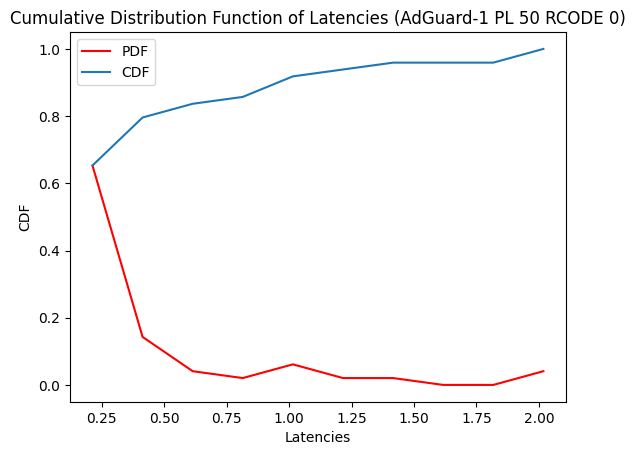 Cumulative Distribution Function of Latencies (AdGuard-1 PL 50 RCODE 0)
PDF
CDF
CDF
1.0
0.8
0.6
0.4
0.2
0.0
0.25
0.50
0.75
1.00
1.25
1.50
1.75
2.00
Latencies